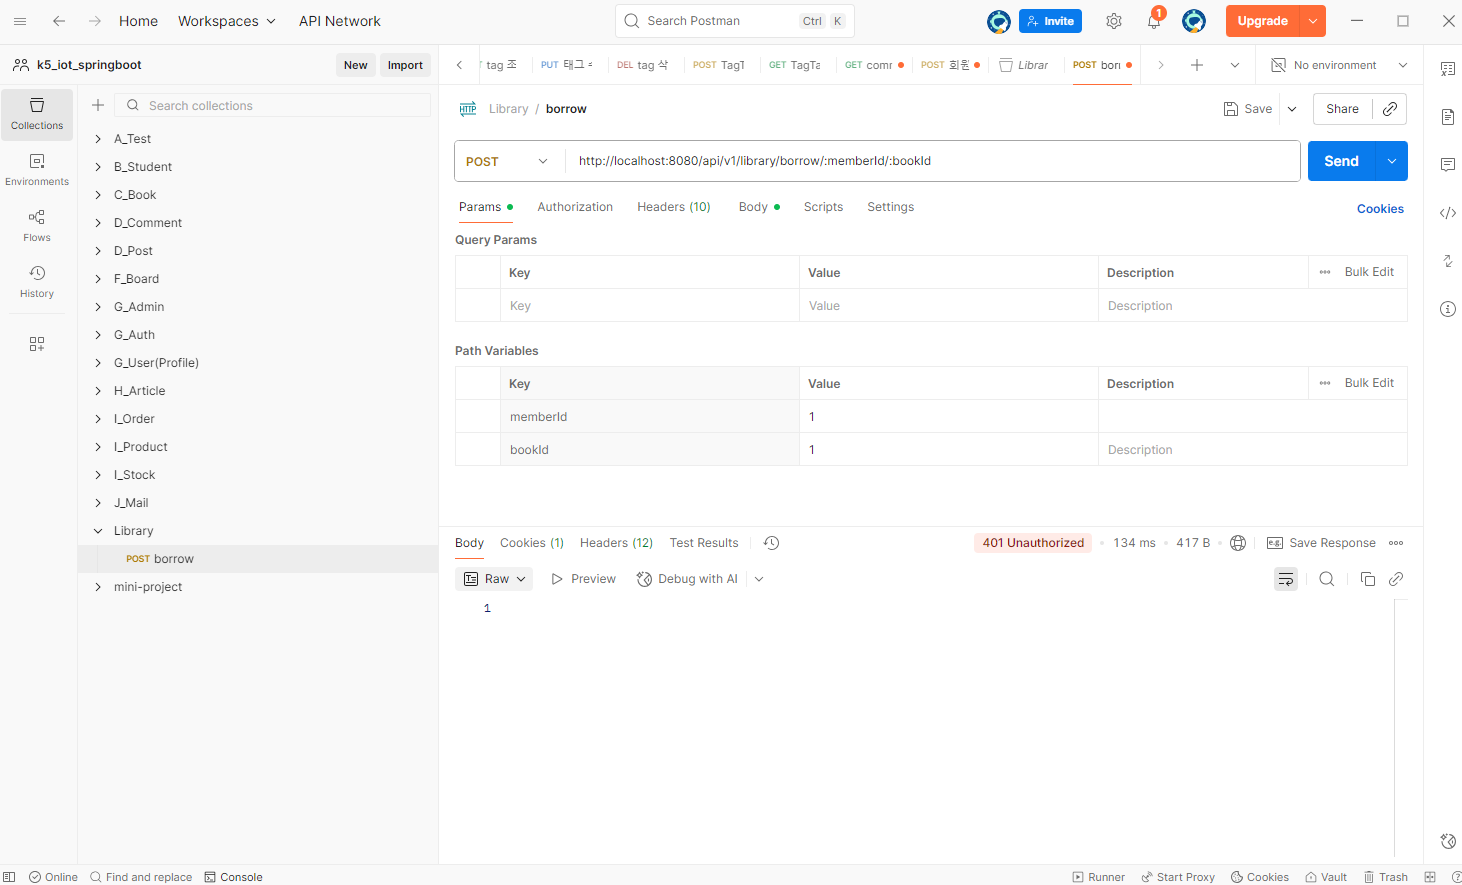 Home Workspaces API Network Search Postman Ctrl K Invite 1 Upgrade
k5_iot_springboot New Import
tag 조 PUT 태그 DEL tag 삭 POST TagT GET TagTa GET comr POST 회원 Librar POST borr No environment
Collections
Environments
Flows
History
Search collections
A_Test
B_Student
C_Book
D_Comment
D_Post
F_Board
G_Admin
G_Auth
G_User(Profile)
H_Article
I_Order
I_Product
I_Stock
J_Mail
Library
POST borrow
mini-project
HTTP Library / borrow Save Share
POST http://localhost:8080/api/v1/library/borrow/:memberId/:bookId Send
Params Authorization Headers (10) Body Scripts Settings Cookies
Query Params
Key Value Description Bulk Edit
Key Value Description
Path Variables
Key Value Description Bulk Edit
memberId 1
bookId 1 Description
Body Cookies (1) Headers (12) Test Results 401 Unauthorized 134 ms 417 B e.g. Save Response
Raw Preview Debug with AI
1
Online Find and replace Console Runner Start Proxy Cookies Vault Trash